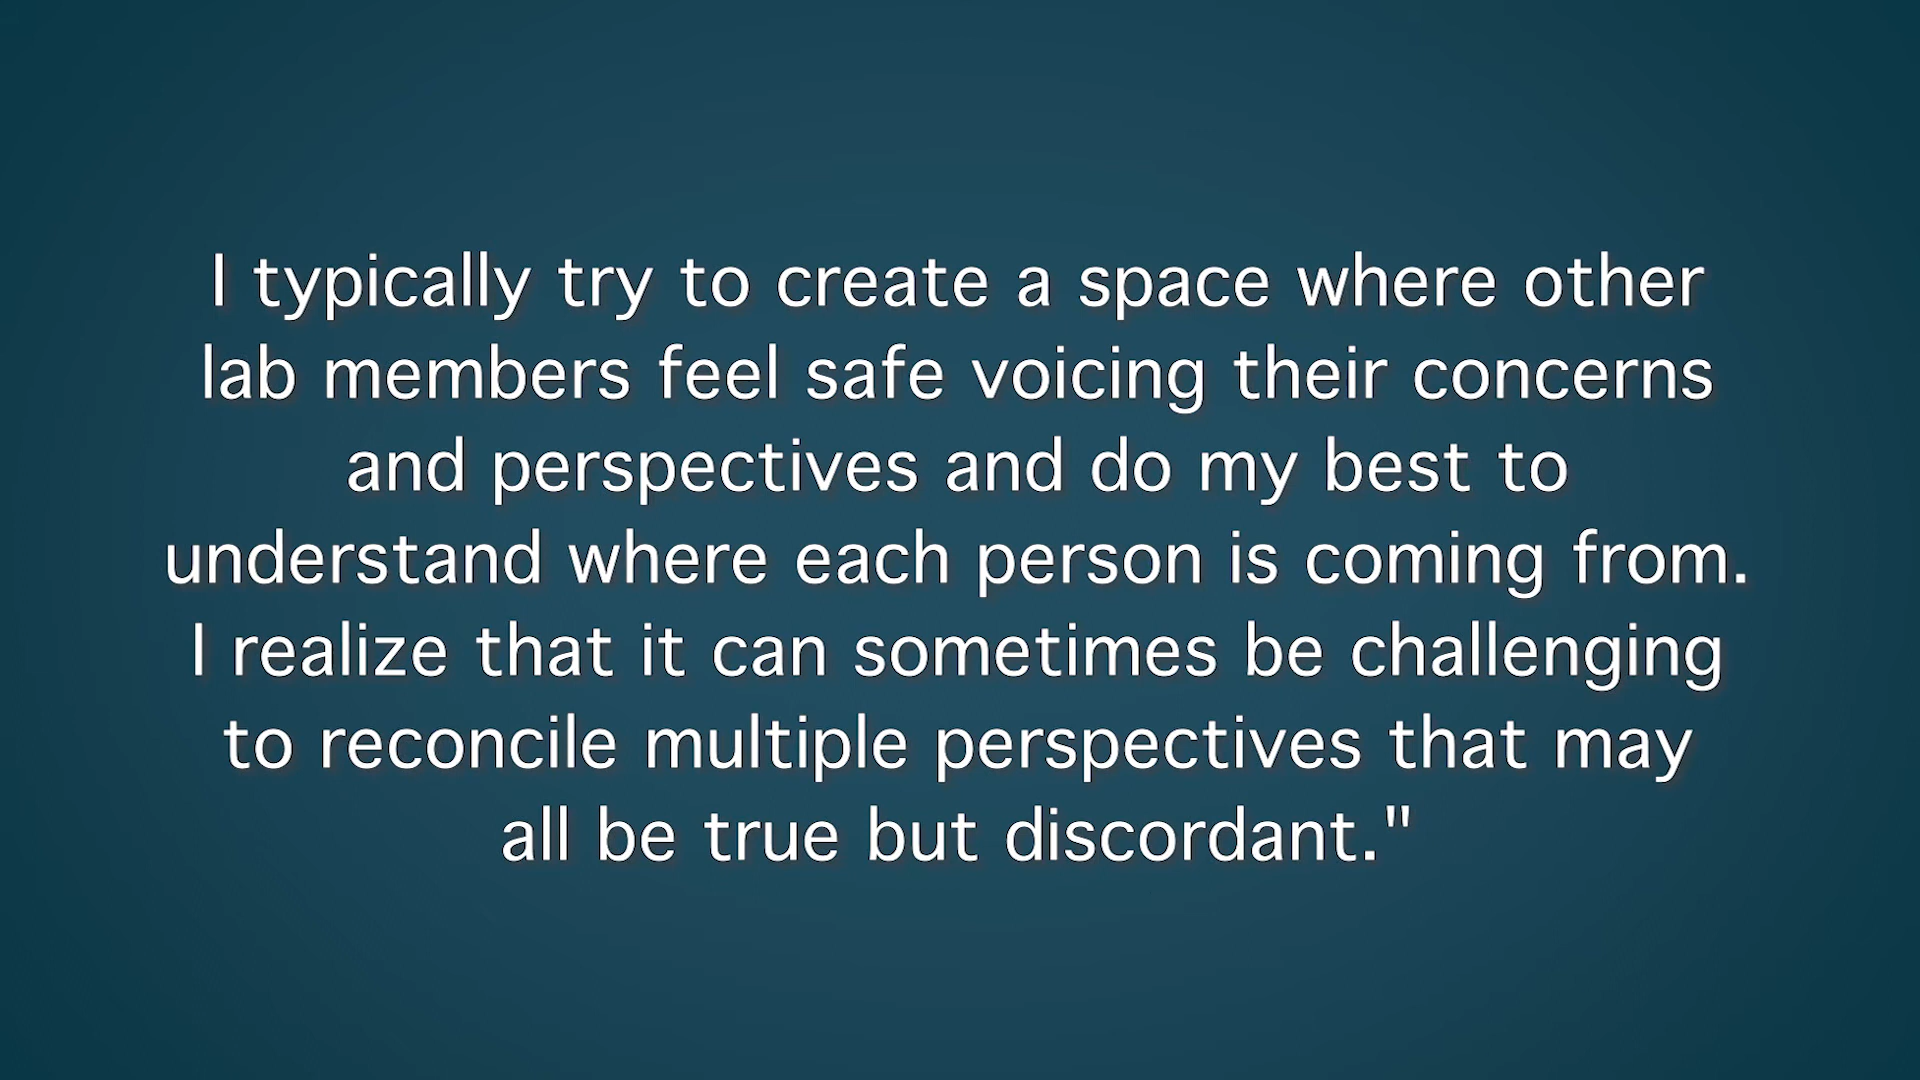 I typically try to create a space where other
lab members feel safe voicing their concerns
and perspectives and do my best to
understand where each person is coming from.
I realize that it can sometimes be challenging
to reconcile multiple perspectives that may
all be true but discordant."